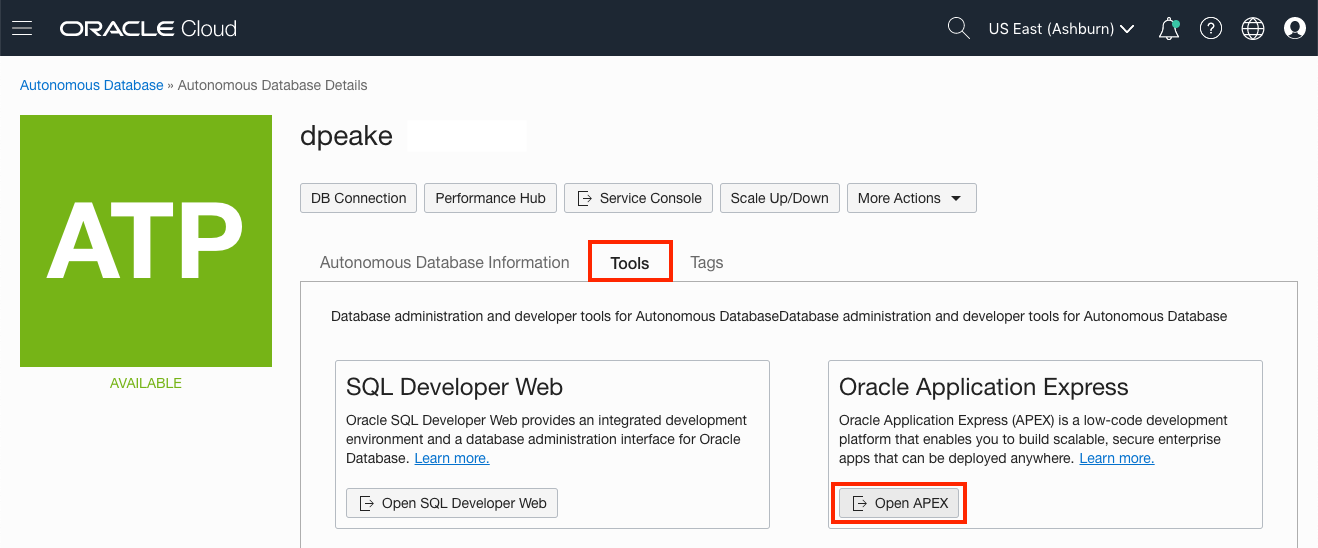 ORACLE Cloud
US East (Ashburn)
Autonomous Database » Autonomous Database Details
ATP
AVAILABLE
dpeake
DB Connection Performance Hub Service Console Scale Up/Down More Actions
Autonomous Database Information Tools Tags
Database administration and developer tools for Autonomous DatabaseDatabase administration and developer tools for Autonomous Database
SQL Developer Web
Oracle SQL Developer Web provides an integrated development
environment and a database administration interface for Oracle
Database. Learn more.
Open SQL Developer Web
Oracle Application Express
Oracle Application Express (APEX) is a low-code development
platform that enables you to build scalable, secure enterprise
apps that can be deployed anywhere. Learn more.
Open APEX